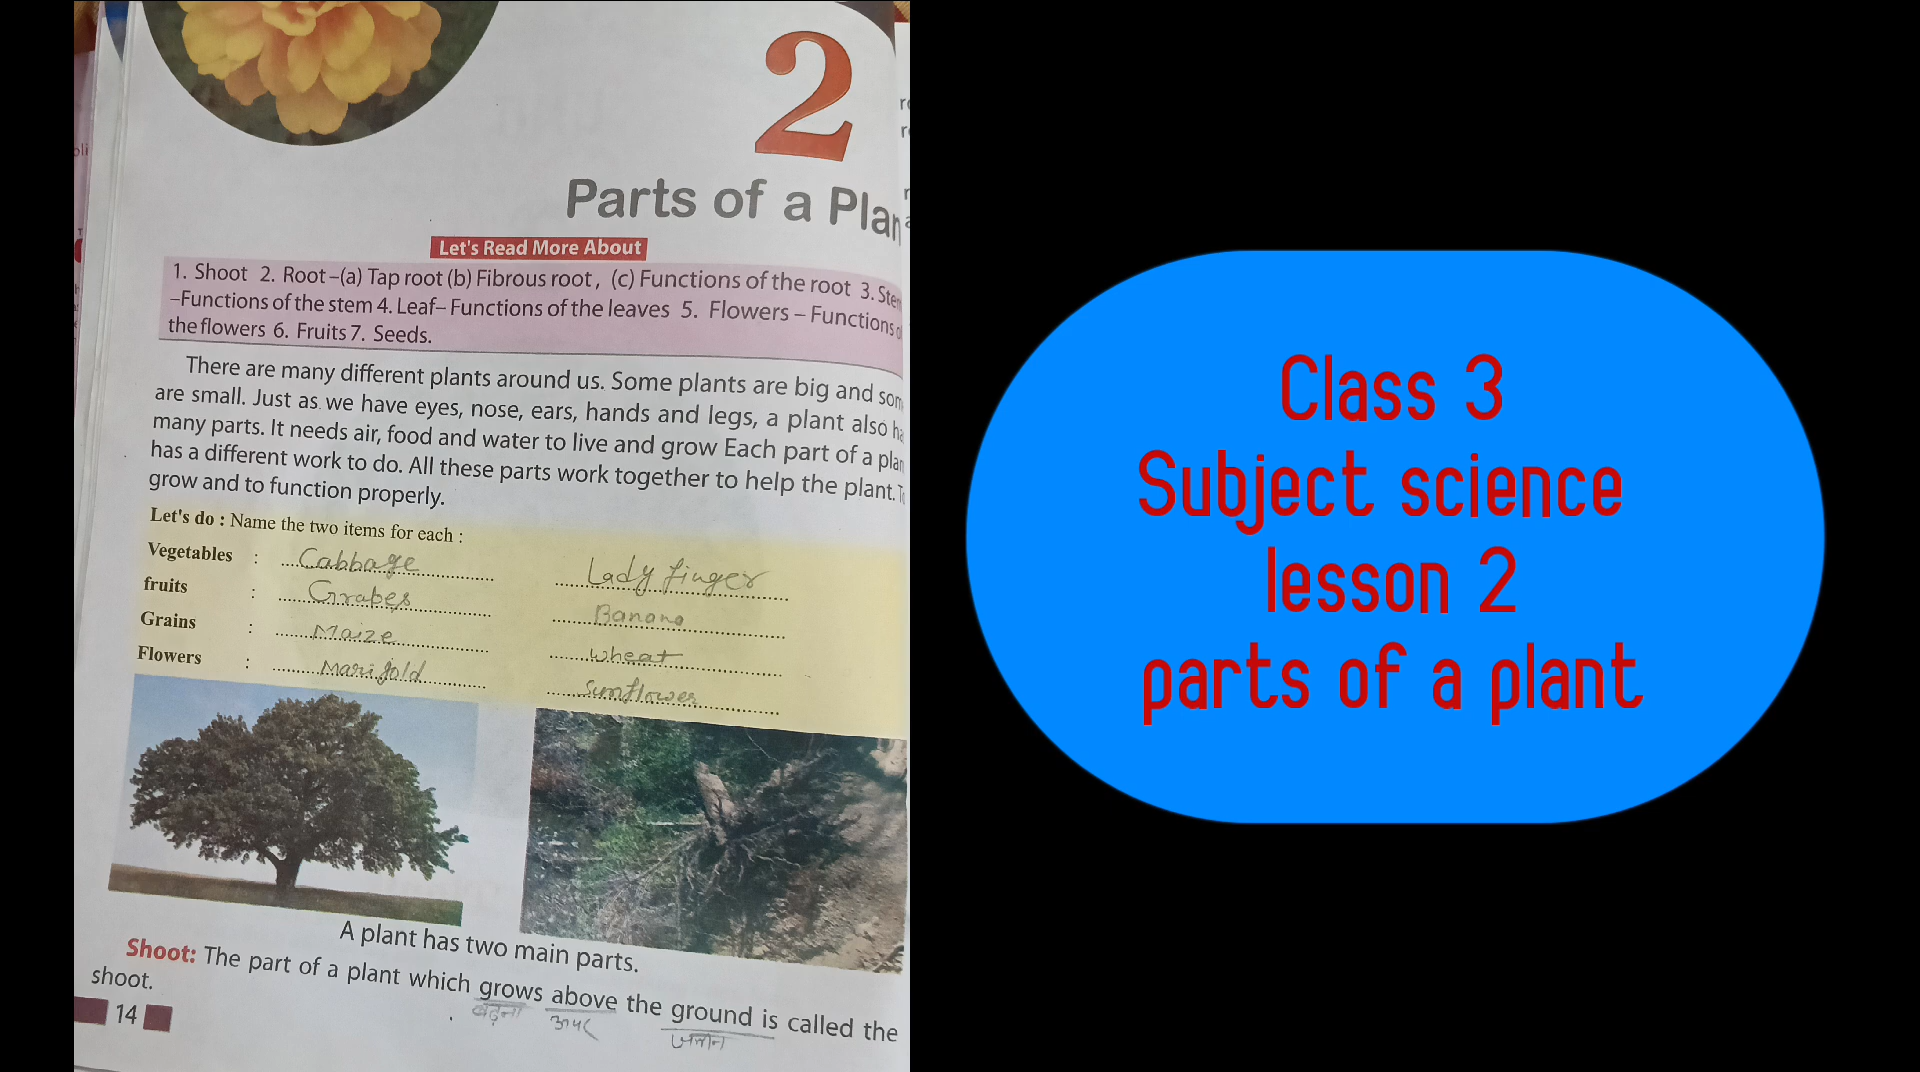 2
Parts of a Plan
Let's Read More About
1. Shoot 2. Root –(a) Tap root (b) Fibrous root, (c) Functions of the root 3. Sten
–Functions of the stem 4. Leaf– Functions of the leaves 5. Flowers – Functions o
the flowers 6. Fruits 7. Seeds.
There are many different plants around us. Some plants are big and som
are small. Just as we have eyes, nose, ears, hands and legs, a plant also ha
many parts. It needs air, food and water to live and grow Each part of a plan
has a different work to do. All these parts work together to help the plant. To
grow and to function properly.
Let's do : Name the two items for each :
Vegetables : Cabbage Lady finger
fruits : Grapes Banana
Grains : Maize wheat
Flowers : Marigold Sunflower
A plant has two main parts.
Shoot: The part of a plant which grows above the ground is called the
बढ़ना ऊपर जमीन
shoot.
14
Class 3
Subject science
lesson 2
parts of a plant